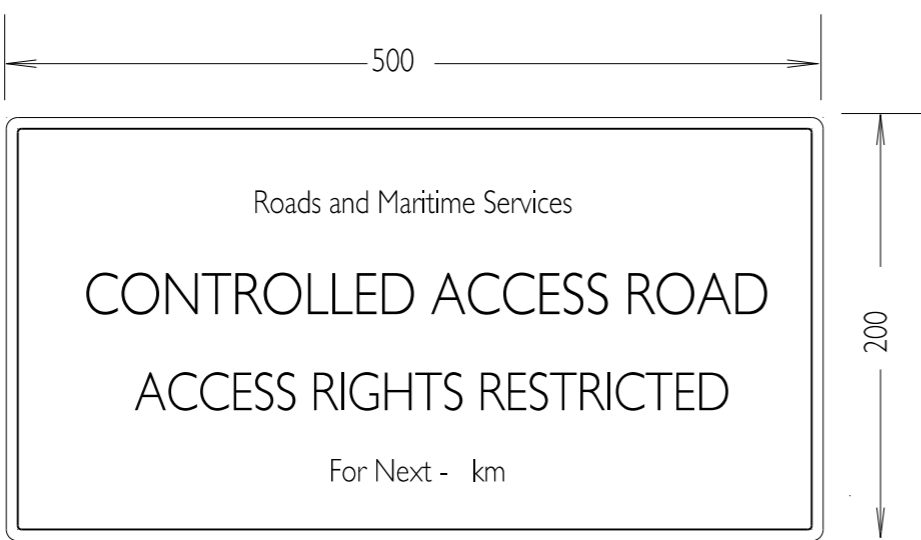 500
Roads and Maritime Services
CONTROLLED ACCESS ROAD
200
ACCESS RIGHTS RESTRICTED
For Next - km